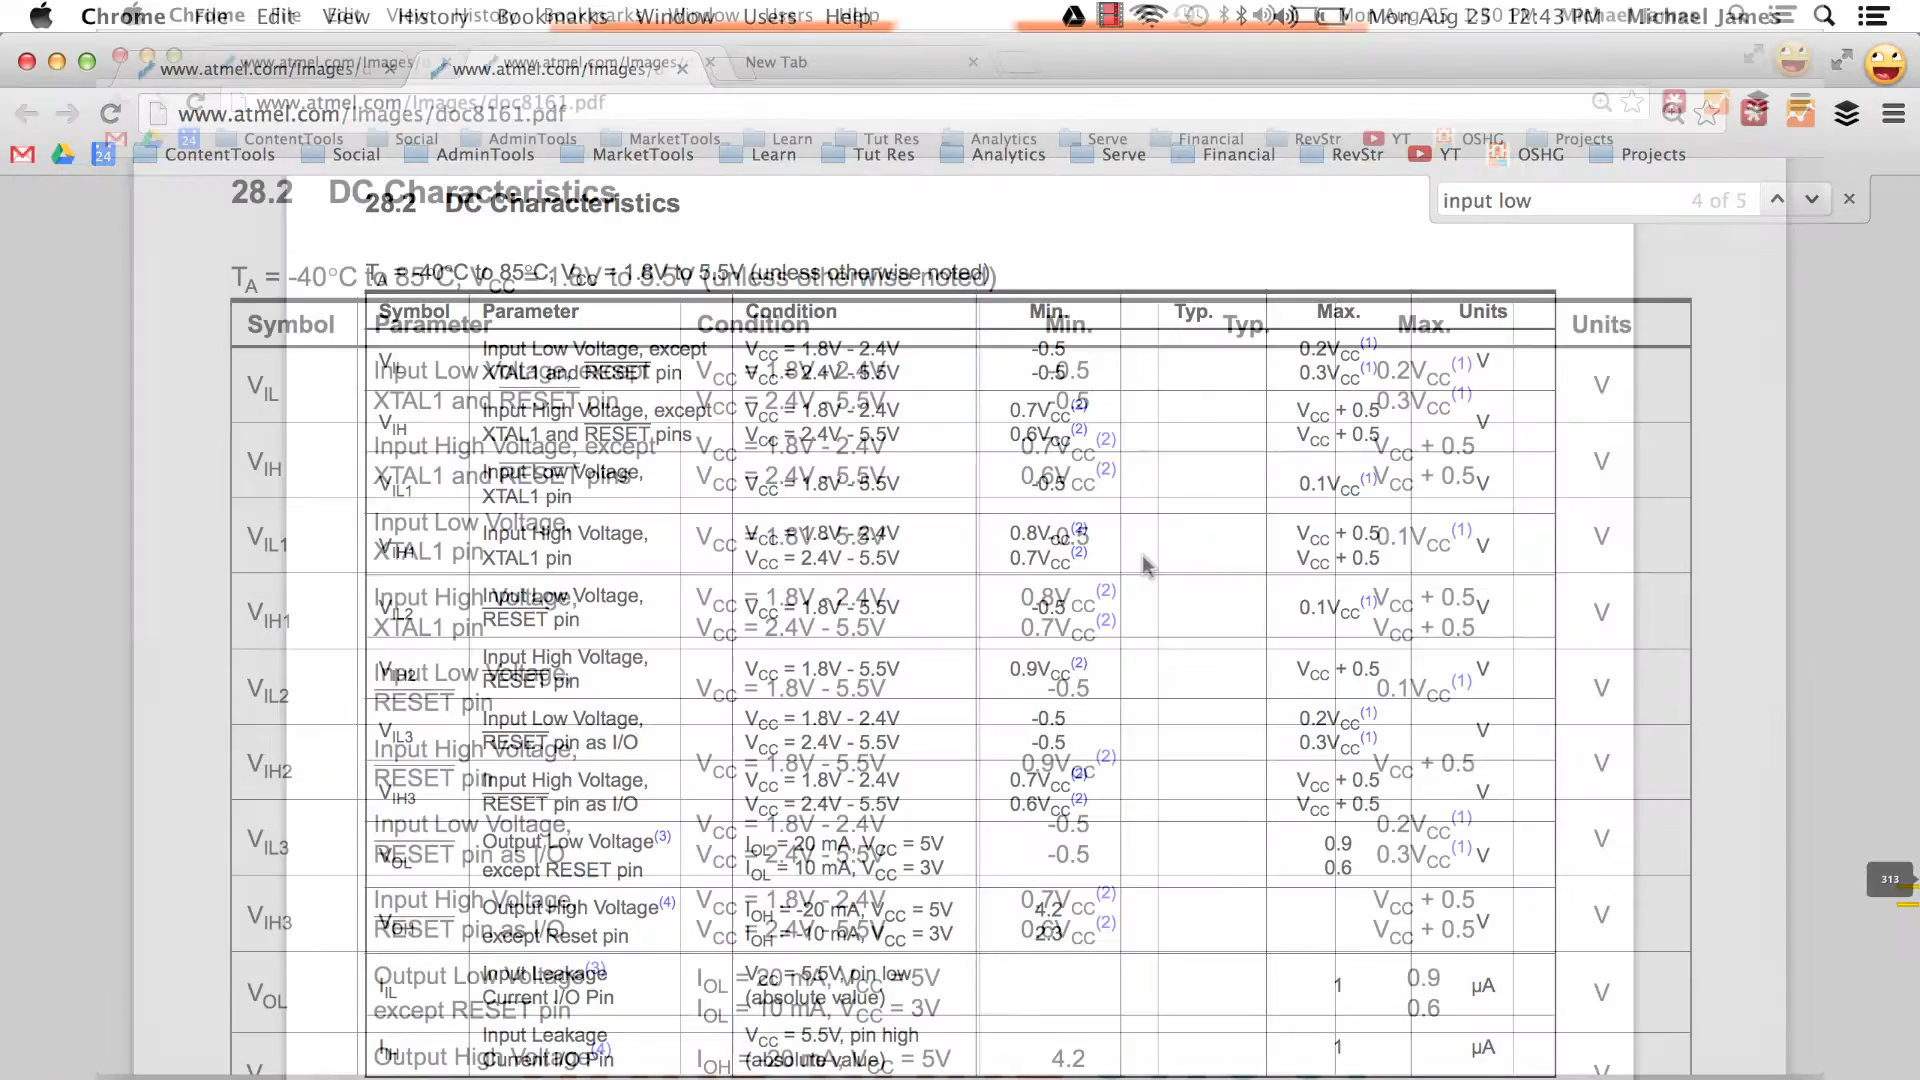 Chrome File Edit View History Bookmarks Window Users Help Mon Aug 25 12:43 PM Michael James
www.atmel.com/Images/d www.atmel.com/Images/d New Tab
www.atmel.com/Images/doc8161.pdf
ContentTools Social AdminTools MarketTools Learn Tut Res Analytics Serve Financial RevStr YT OSHG Projects
input low 4 of 5
28.2 DC Characteristics
TA = -40°C to 85°C, VCC = 1.8V to 5.5V (unless otherwise noted)
Symbol Parameter Condition Min. Typ. Max. Units
VIL Input Low Voltage, except VCC = 1.8V - 2.4V -0.5 0.2VCC(1) V
XTAL1 and RESET pin VCC = 2.4V - 5.5V -0.5 0.3VCC(1)
VIH Input High Voltage, except VCC = 1.8V - 2.4V 0.7VCC(2) VCC + 0.5 V
XTAL1 and RESET pins VCC = 2.4V - 5.5V 0.6VCC(2) VCC + 0.5
VIL1 Input Low Voltage, VCC = 1.8V - 5.5V -0.5 0.1VCC(1) V
XTAL1 pin
VIH1 Input High Voltage, VCC = 1.8V - 2.4V 0.8VCC(2) VCC + 0.5 V
XTAL1 pin VCC = 2.4V - 5.5V 0.7VCC(2) VCC + 0.5
VIL2 Input Low Voltage, VCC = 1.8V - 5.5V -0.5 0.1VCC(1) V
RESET pin
VIH2 Input High Voltage, VCC = 1.8V - 5.5V 0.9VCC(2) VCC + 0.5 V
RESET pin
VIL3 Input Low Voltage, VCC = 1.8V - 2.4V -0.5 0.2VCC(1) V
RESET pin as I/O VCC = 2.4V - 5.5V -0.5 0.3VCC(1)
VIH3 Input High Voltage, VCC = 1.8V - 2.4V 0.7VCC(2) VCC + 0.5 V
RESET pin as I/O VCC = 2.4V - 5.5V 0.6VCC(2) VCC + 0.5
VOL Output Low Voltage(3) IOL = 20 mA, VCC = 5V 0.9 V
except RESET pin IOL = 10 mA, VCC = 3V 0.6
VOH Output High Voltage(4) IOH = -20 mA, VCC = 5V 4.2 V
except Reset pin IOH = -10 mA, VCC = 3V 2.3
IIL Input Leakage VCC = 5.5V, pin low 1 µA
Current I/O Pin (absolute value)
IIH Input Leakage VCC = 5.5V, pin high 1 µA
Current I/O Pin (absolute value)
313